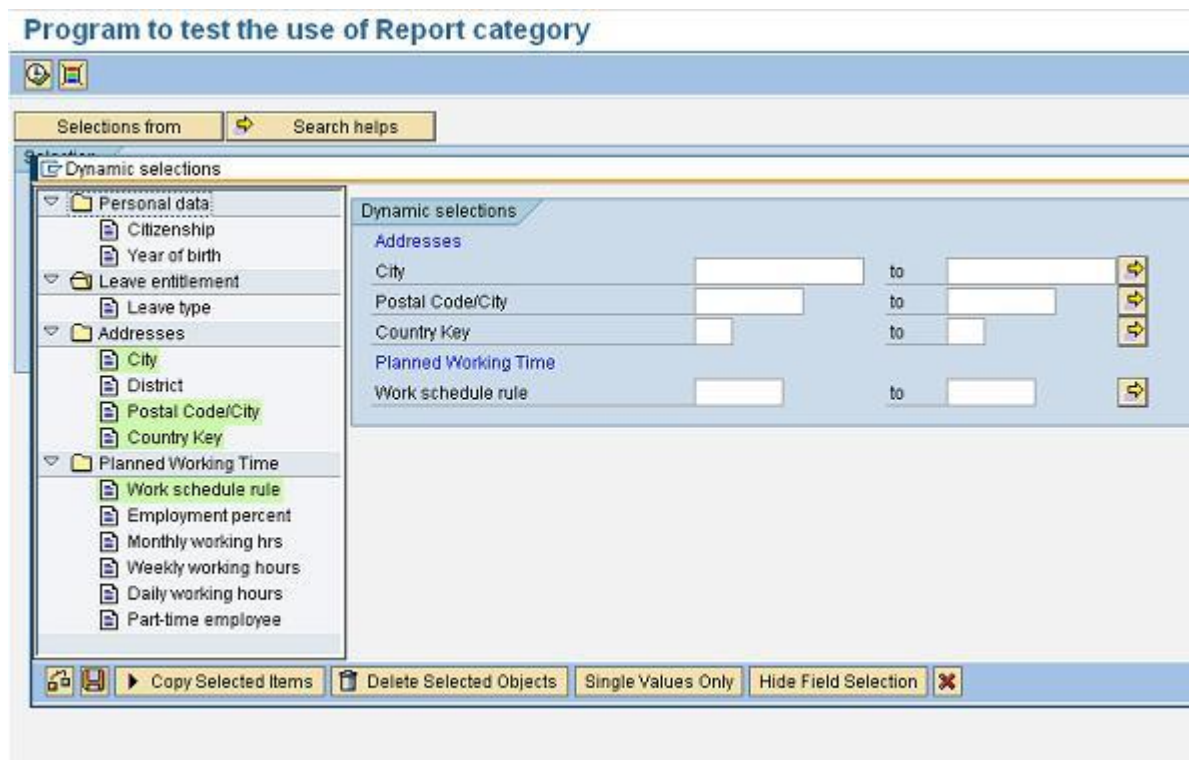 Program to test the use of Report category
Selections from Search helps
Dynamic selections
Personal data
Citizenship
Year of birth
Leave entitlement
Leave type
Addresses
City
District
Postal Code/City
Country Key
Planned Working Time
Work schedule rule
Employment percent
Monthly working hrs
Weekly working hours
Daily working hours
Part-time employee
Dynamic selections
Addresses
City to
Postal Code/City to
Country Key to
Planned Working Time
Work schedule rule to
Copy Selected Items Delete Selected Objects Single Values Only Hide Field Selection